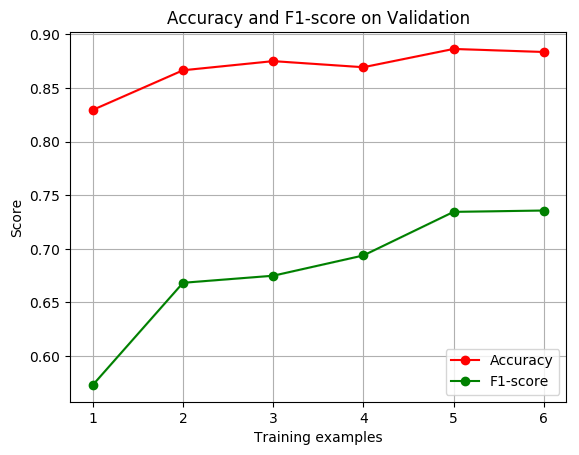 Accuracy and F1-score on Validation
0.90
0.85
0.80
0.75
0.70
0.65
0.60
Score
Accuracy
F1-score
1 2 3 4 5 6
Training examples